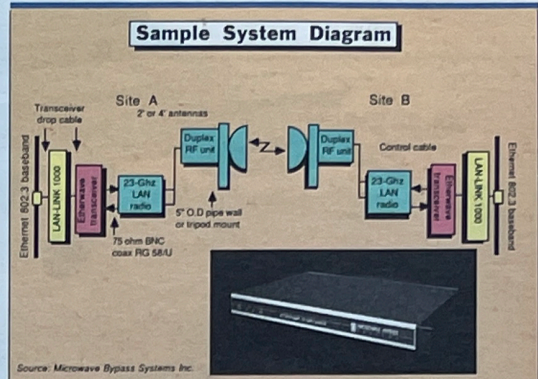 Sample System Diagram
Site A
Site B
Transceiver
drop cable
2' or 4' antennas
Duplex
RF unit
Duplex
RF unit
Control cable
Ethernet 802.3 baseband
LAN-LINK 1000
Etherwave
transceiver
23-Ghz
LAN
radio
5" O.D pipe wall
or tripod mount
75 ohm BNC
coax RG 58/U
23-Ghz
LAN
radio
Etherwave
transceiver
LAN-LINK 1000
Ethernet 802.3 baseband
Source: Microwave Bypass Systems Inc.